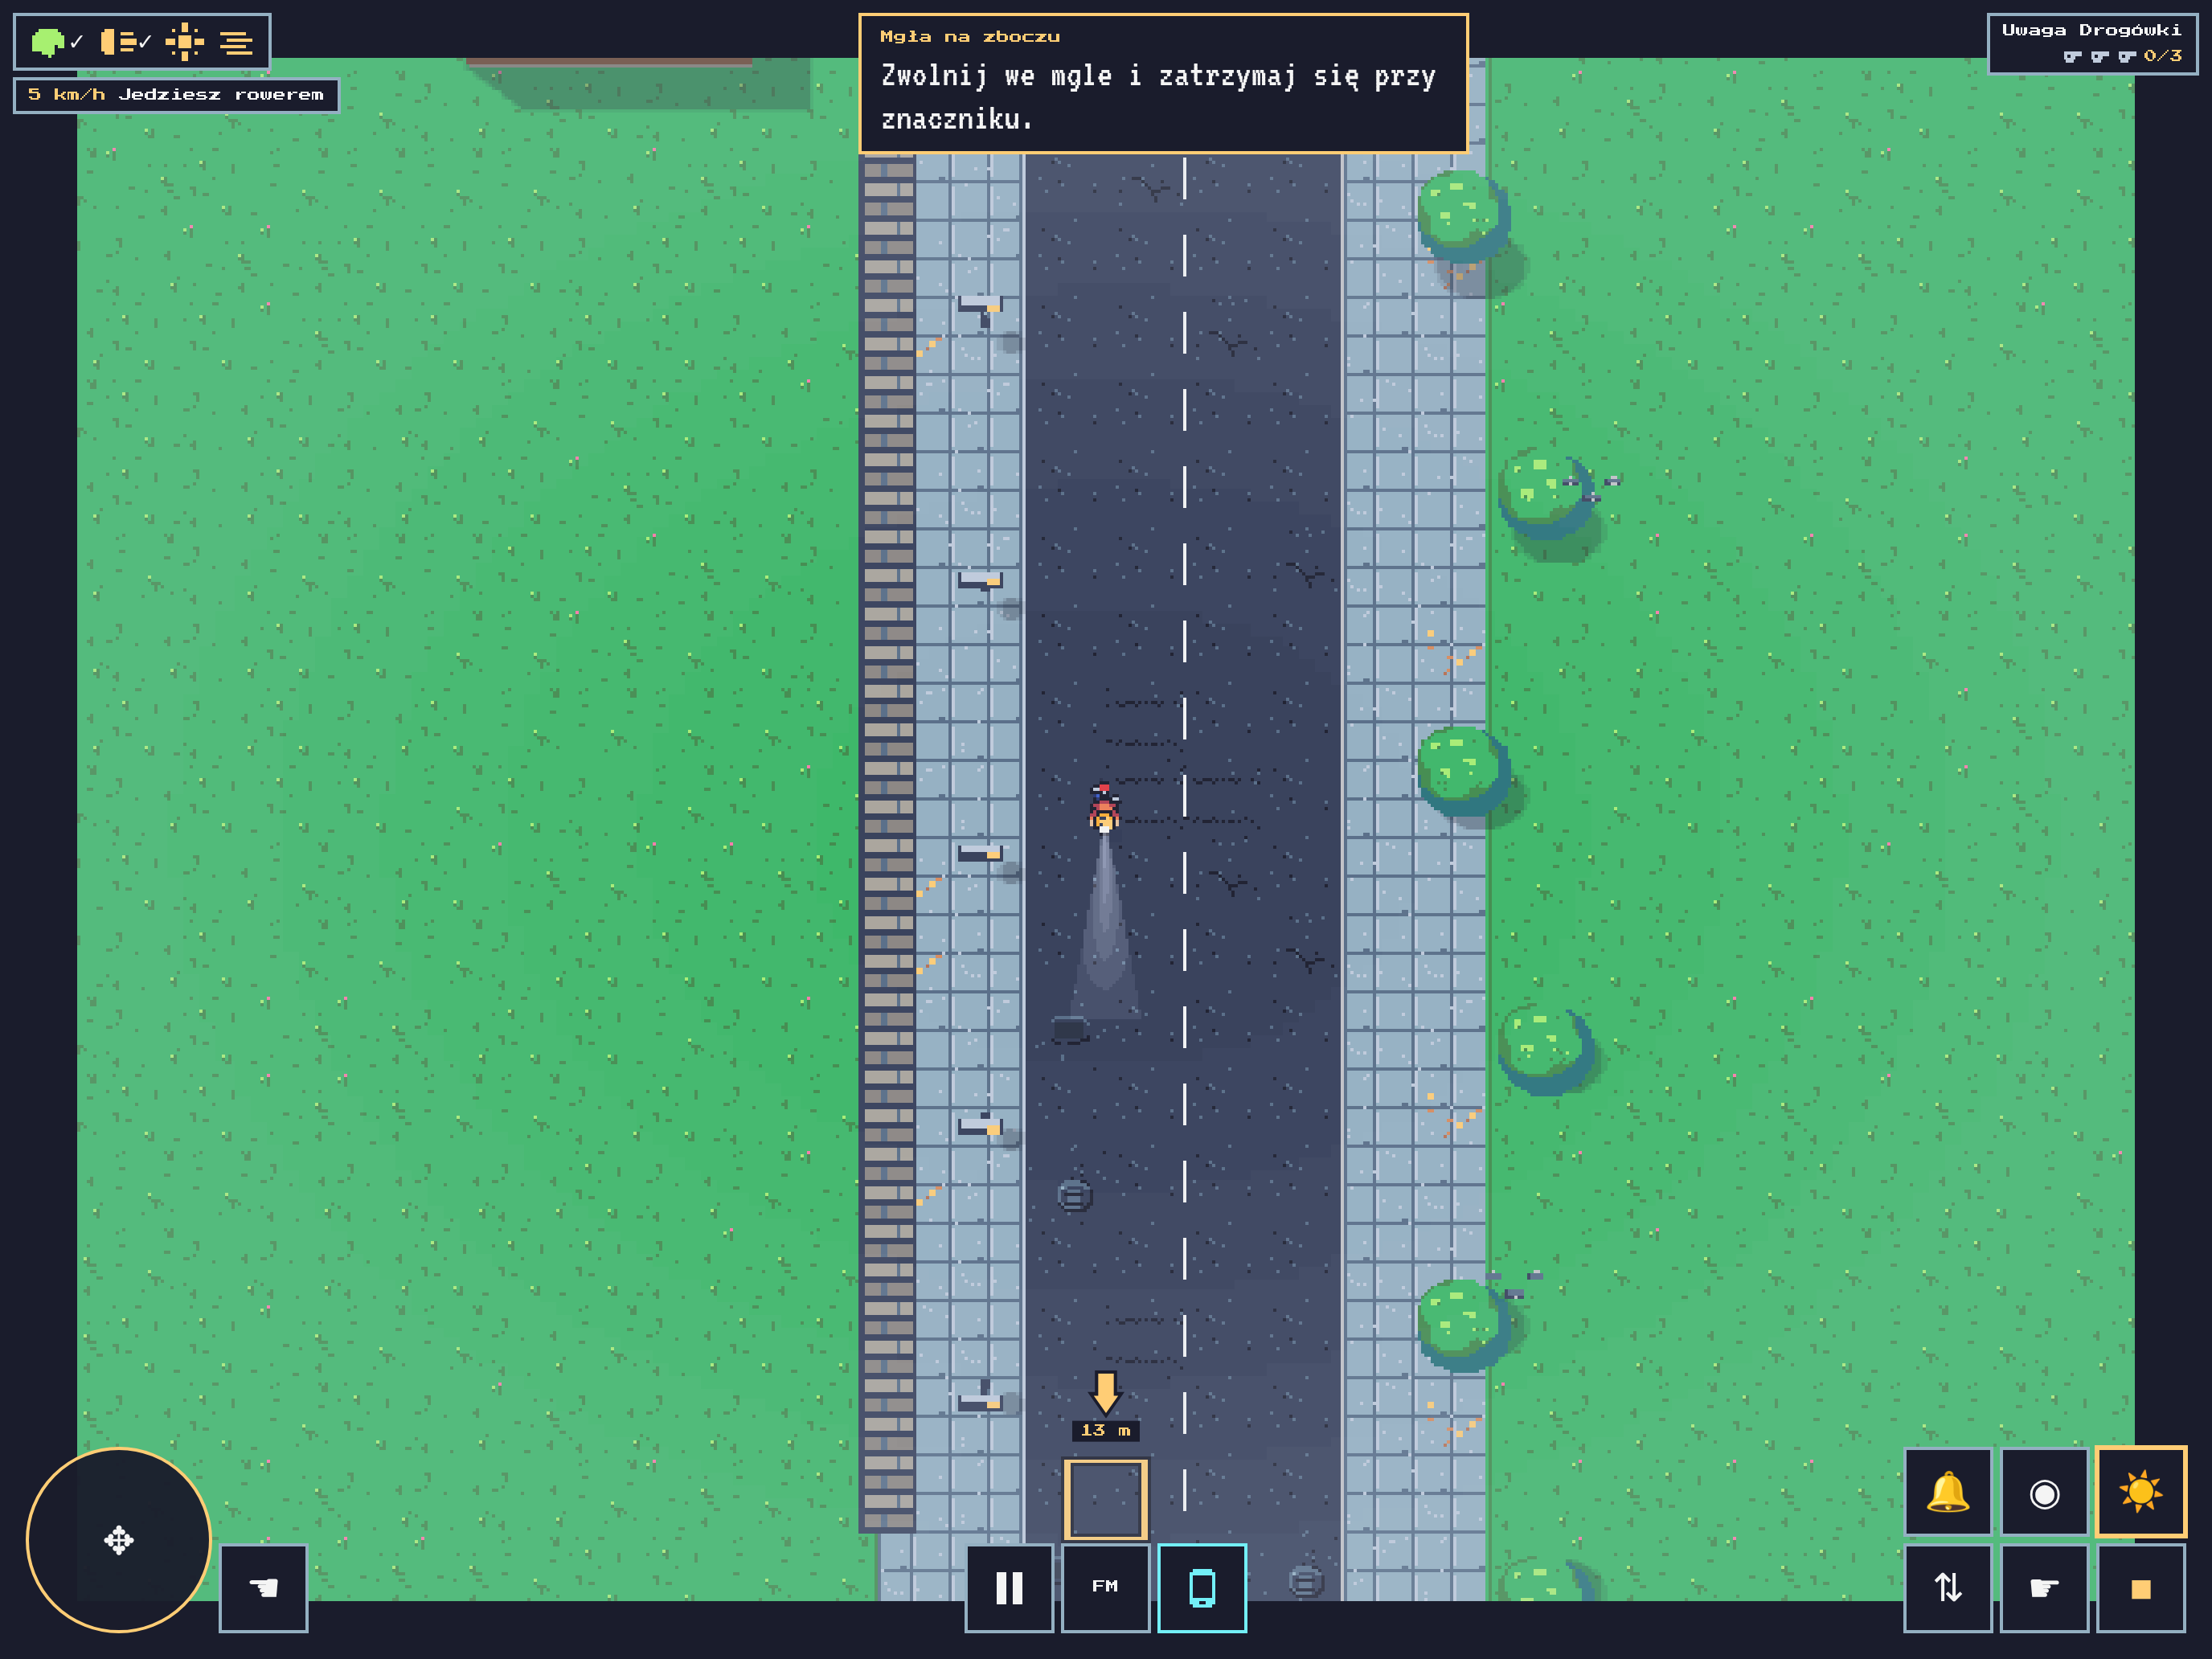 Mgła na zboczu
Zwolnij we mgle i zatrzymaj się przy
znaczniku.
Uwaga Drogówki
0/3
5 km/h Jedziesz rowerem
13 m
FM